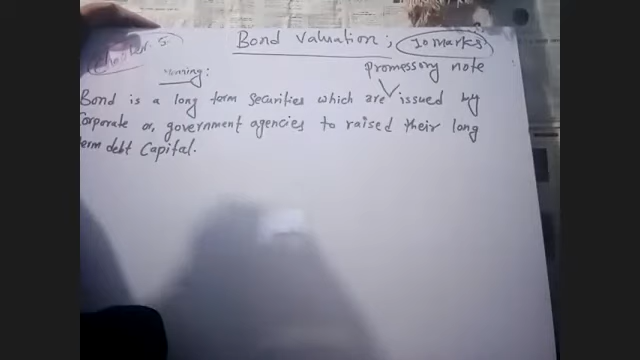 Chapter. 5
Bond Valuation; 10 Marks
meaning:
promessory note
Bond is a long term securities which are issued by
Corporate or, government agencies to raised their long
term debt Capital.